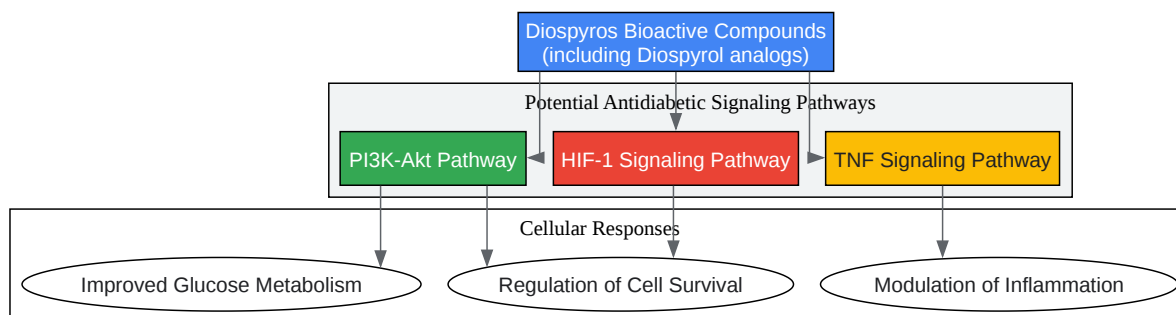 Diospyros Bioactive Compounds
(including Diospyrol analogs)
Potential Antidiabetic Signaling Pathways
PI3K-Akt Pathway
HIF-1 Signaling Pathway
TNF Signaling Pathway
Cellular Responses
Improved Glucose Metabolism
Regulation of Cell Survival
Modulation of Inflammation